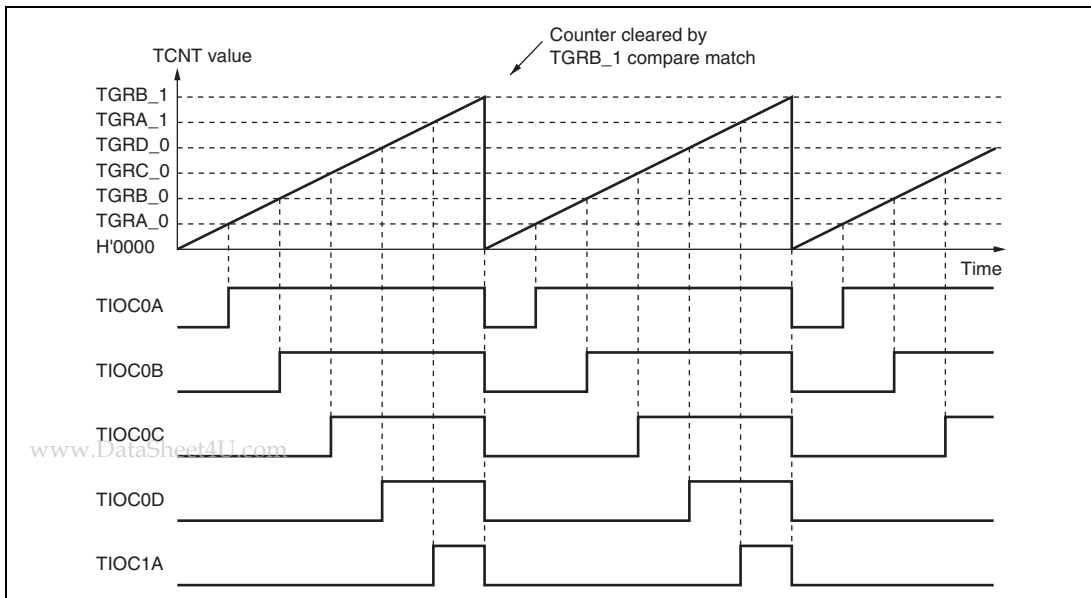 Counter cleared by
TGRB_1 compare match
TCNT value
TGRB_1
TGRA_1
TGRD_0
TGRC_0
TGRB_0
TGRA_0
H'0000
Time
TIOC0A
TIOC0B
TIOC0C
www.DataSheet4U.com
TIOC0D
TIOC1A